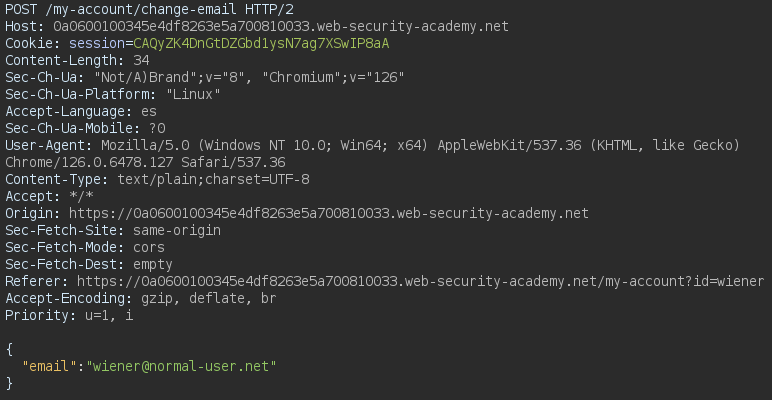 POST /my-account/change-email HTTP/2
Host: 0a0600100345e4df8263e5a700810033.web-security-academy.net
Cookie: session=CAQyZK4DnGtDZGbd1ysN7ag7XSwIP8aA
Content-Length: 34
Sec-Ch-Ua: "Not/A)Brand";v="8", "Chromium";v="126"
Sec-Ch-Ua-Platform: "Linux"
Accept-Language: es
Sec-Ch-Ua-Mobile: ?0
User-Agent: Mozilla/5.0 (Windows NT 10.0; Win64; x64) AppleWebKit/537.36 (KHTML, like Gecko)
Chrome/126.0.6478.127 Safari/537.36
Content-Type: text/plain;charset=UTF-8
Accept: */*
Origin: https://0a0600100345e4df8263e5a700810033.web-security-academy.net
Sec-Fetch-Site: same-origin
Sec-Fetch-Mode: cors
Sec-Fetch-Dest: empty
Referer: https://0a0600100345e4df8263e5a700810033.web-security-academy.net/my-account?id=wiener
Accept-Encoding: gzip, deflate, br
Priority: u=1, i

{
  "email":"wiener@normal-user.net"
}